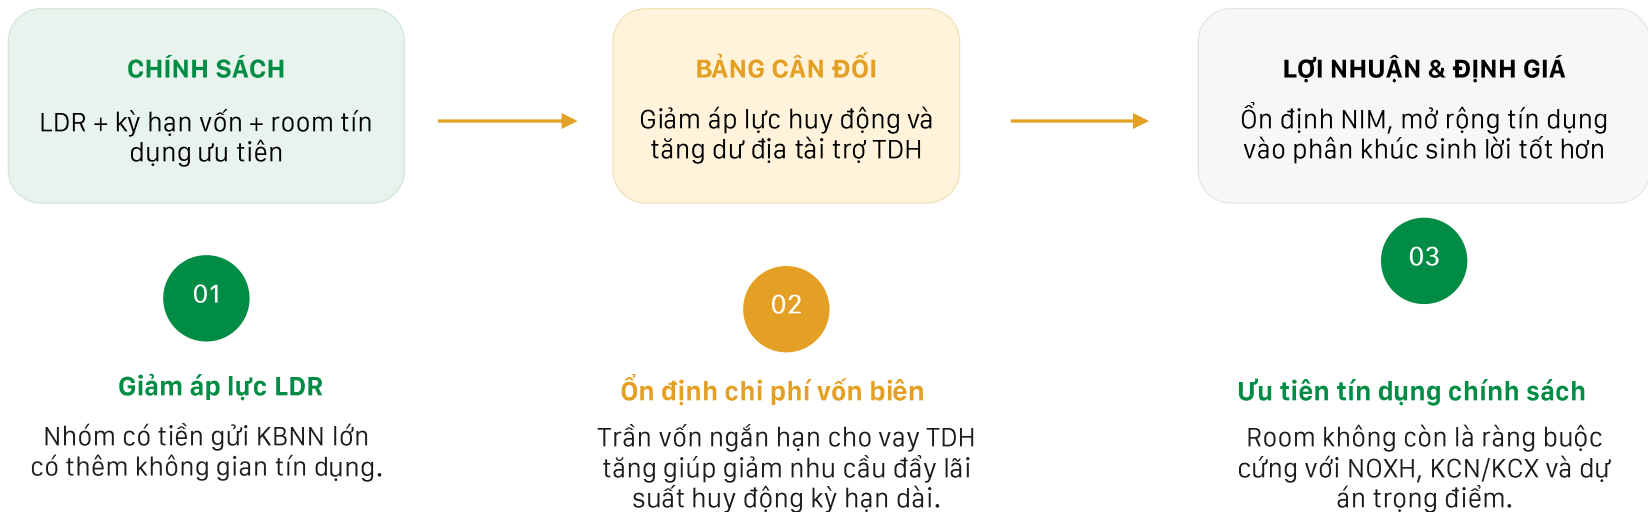 CHÍNH SÁCH
LDR + kỳ hạn vốn + room tín
dụng ưu tiên
BẢNG CÂN ĐỐI
Giảm áp lực huy động và
tăng dư địa tài trợ TDH
LỢI NHUẬN & ĐỊNH GIÁ
Ổn định NIM, mở rộng tín dụng
vào phân khúc sinh lời tốt hơn
01
Giảm áp lực LDR
Nhóm có tiền gửi KBNN lớn
có thêm không gian tín dụng.
02
Ổn định chi phí vốn biên
Trần vốn ngắn hạn cho vay TDH
tăng giúp giảm nhu cầu đẩy lãi
suất huy động kỳ hạn dài.
03
Ưu tiên tín dụng chính sách
Room không còn là ràng buộc
cứng với NOXH, KCN/KCX và dự
án trọng điểm.